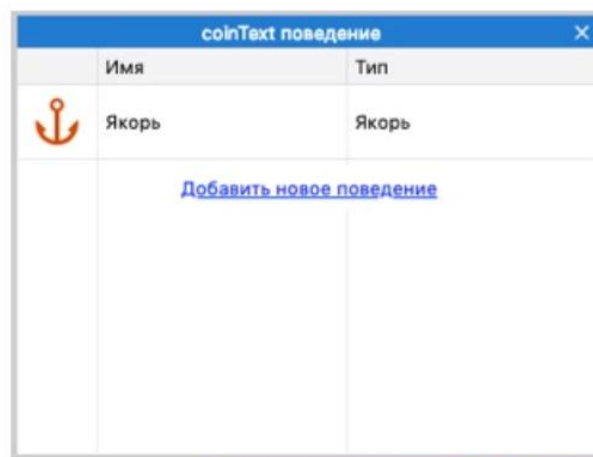 coinText поведение
Имя Тип
Якорь Якорь
Добавить новое поведение